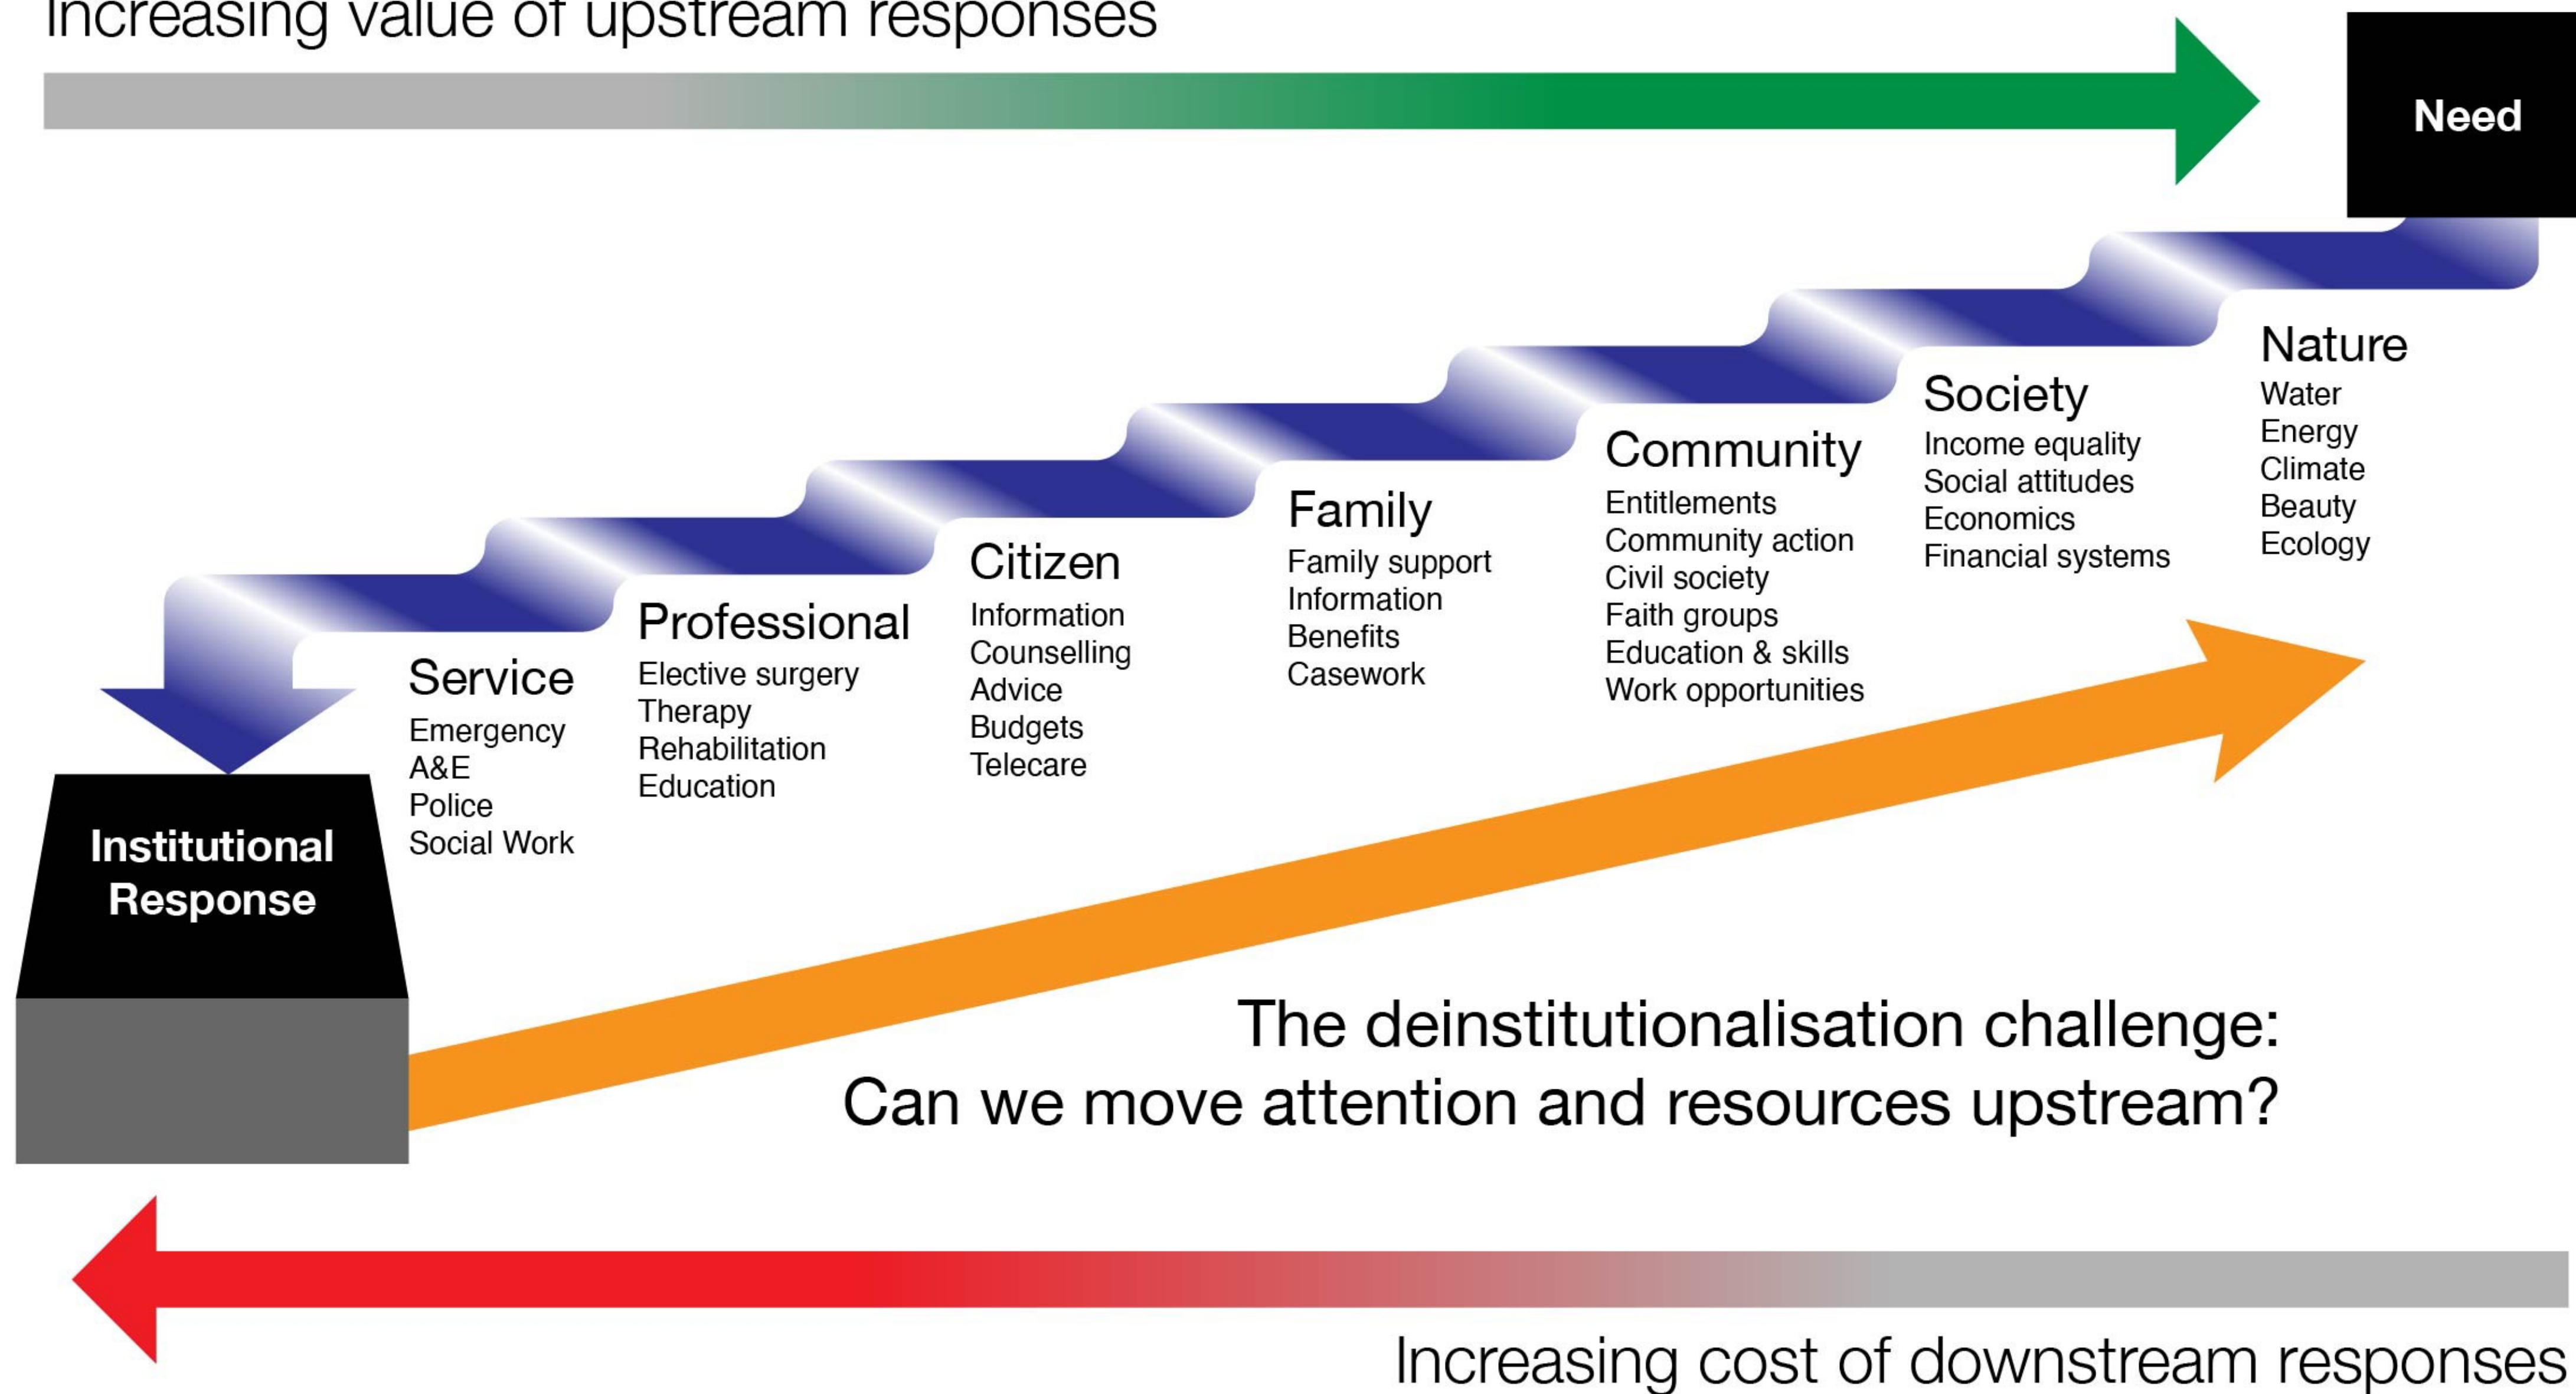 Increasing value of upstream responses
Need
Nature
Water
Energy
Climate
Beauty
Ecology
Society
Income equality
Social attitudes
Economics
Financial systems
Community
Entitlements
Community action
Civil society
Faith groups
Education & skills
Work opportunities
Family
Family support
Information
Benefits
Casework
Citizen
Information
Counselling
Advice
Budgets
Telecare
Professional
Elective surgery
Therapy
Rehabilitation
Education
Service
Emergency
A&E
Police
Social Work
Institutional
Response
The deinstitutionalisation challenge:
Can we move attention and resources upstream?
Increasing cost of downstream responses